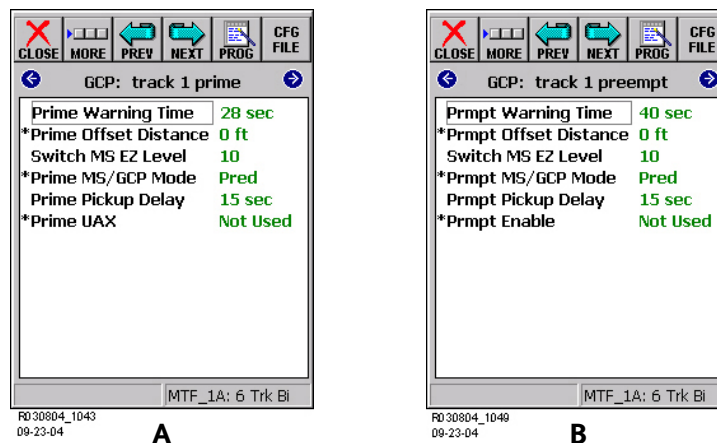 CLOSE MORE PREV NEXT PROG CFG FILE
GCP: track 1 prime
Prime Warning Time 28 sec
*Prime Offset Distance 0 ft
Switch MS EZ Level 10
*Prime MS/GCP Mode Pred
Prime Pickup Delay 15 sec
*Prime UAX Not Used
MTF_1A: 6 Trk Bi
R030804_1043
09-23-04
A
CLOSE MORE PREV NEXT PROG CFG FILE
GCP: track 1 preempt
Prmpt Warning Time 40 sec
*Prmpt Offset Distance 0 ft
Switch MS EZ Level 10
*Prmpt MS/GCP Mode Pred
Prmpt Pickup Delay 15 sec
*Prmpt Enable Not Used
MTF_1A: 6 Trk Bi
R030804_1049
09-23-04
B